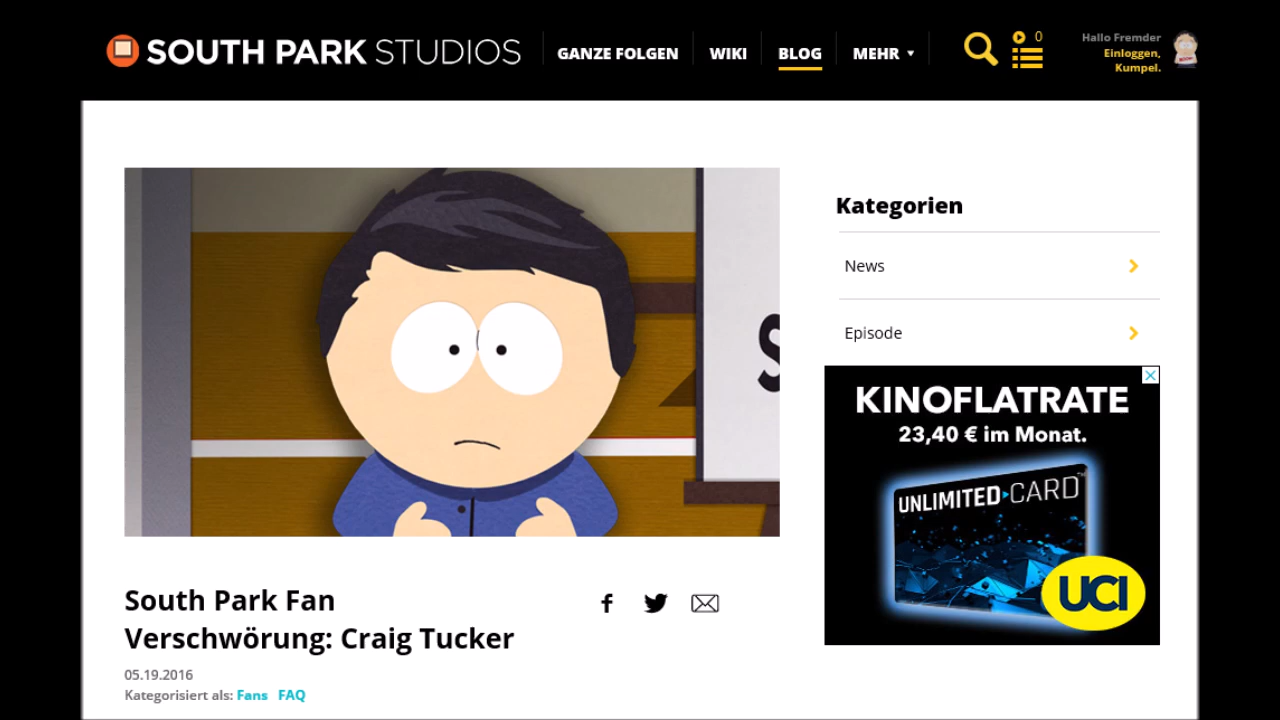 SOUTH PARK STUDIOS
GANZE FOLGEN
WIKI
BLOG
MEHR
0
Hallo Fremder
Einloggen,
Kumpel.
S
Kategorien
News
Episode
KINOFLATRATE
23,40 € im Monat.
UNLIMITED CARD™
UCI
South Park Fan
Verschwörung: Craig Tucker
05.19.2016
Kategorisiert als: Fans FAQ